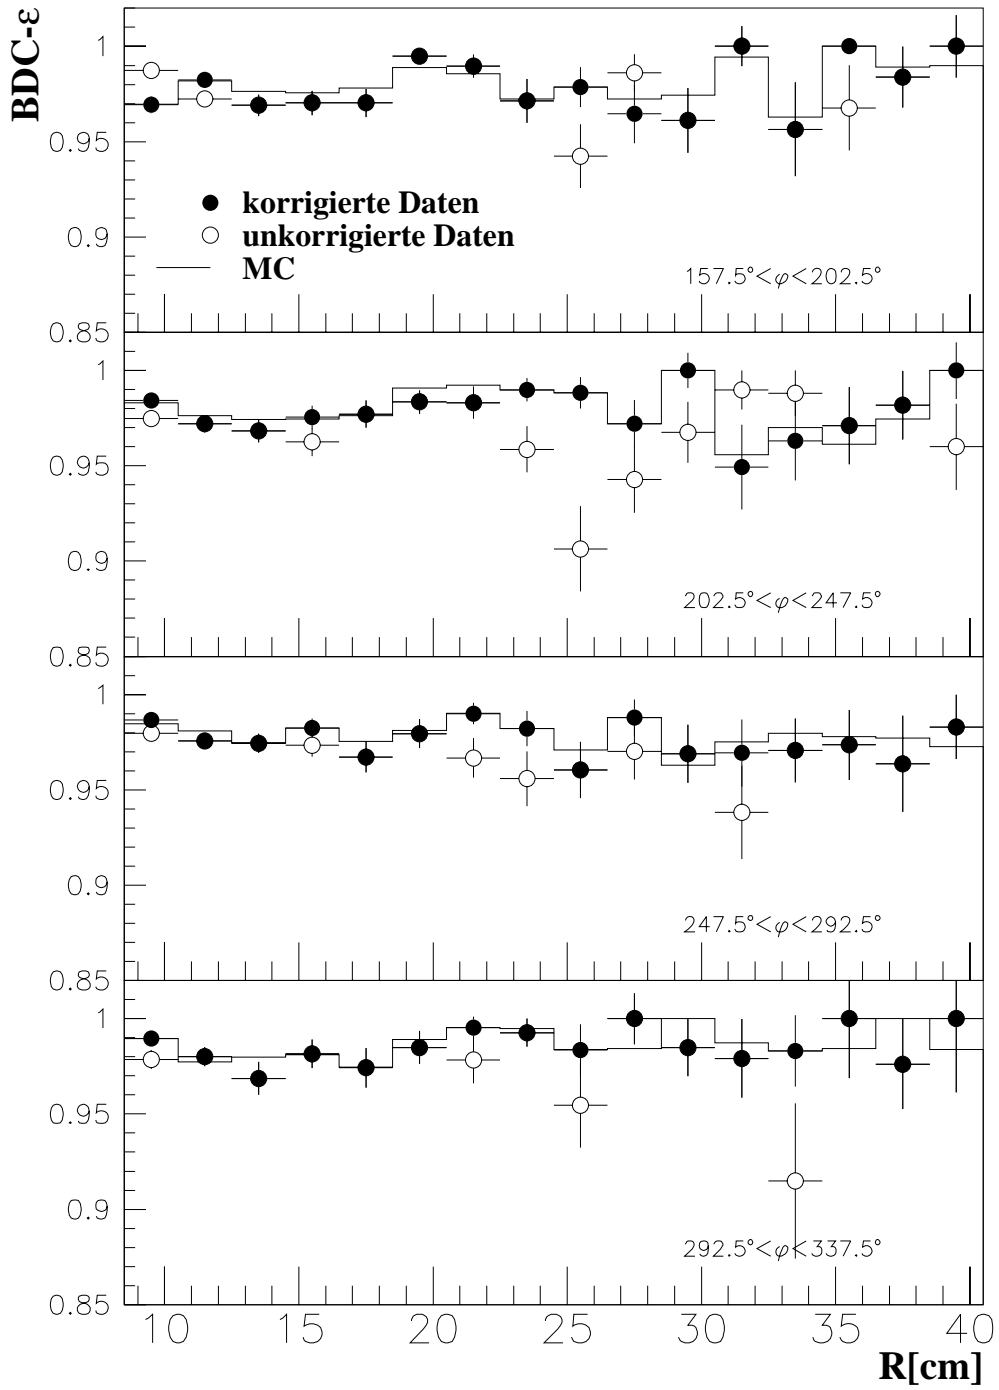 BDC-ε
1
0.95
0.9
0.85
korrigierte Daten
unkorrigierte Daten
MC
157.5°<φ<202.5°
1
0.95
0.9
0.85
202.5°<φ<247.5°
1
0.95
0.9
0.85
247.5°<φ<292.5°
1
0.95
0.9
0.85
292.5°<φ<337.5°
10 15 20 25 30 35 40
R[cm]